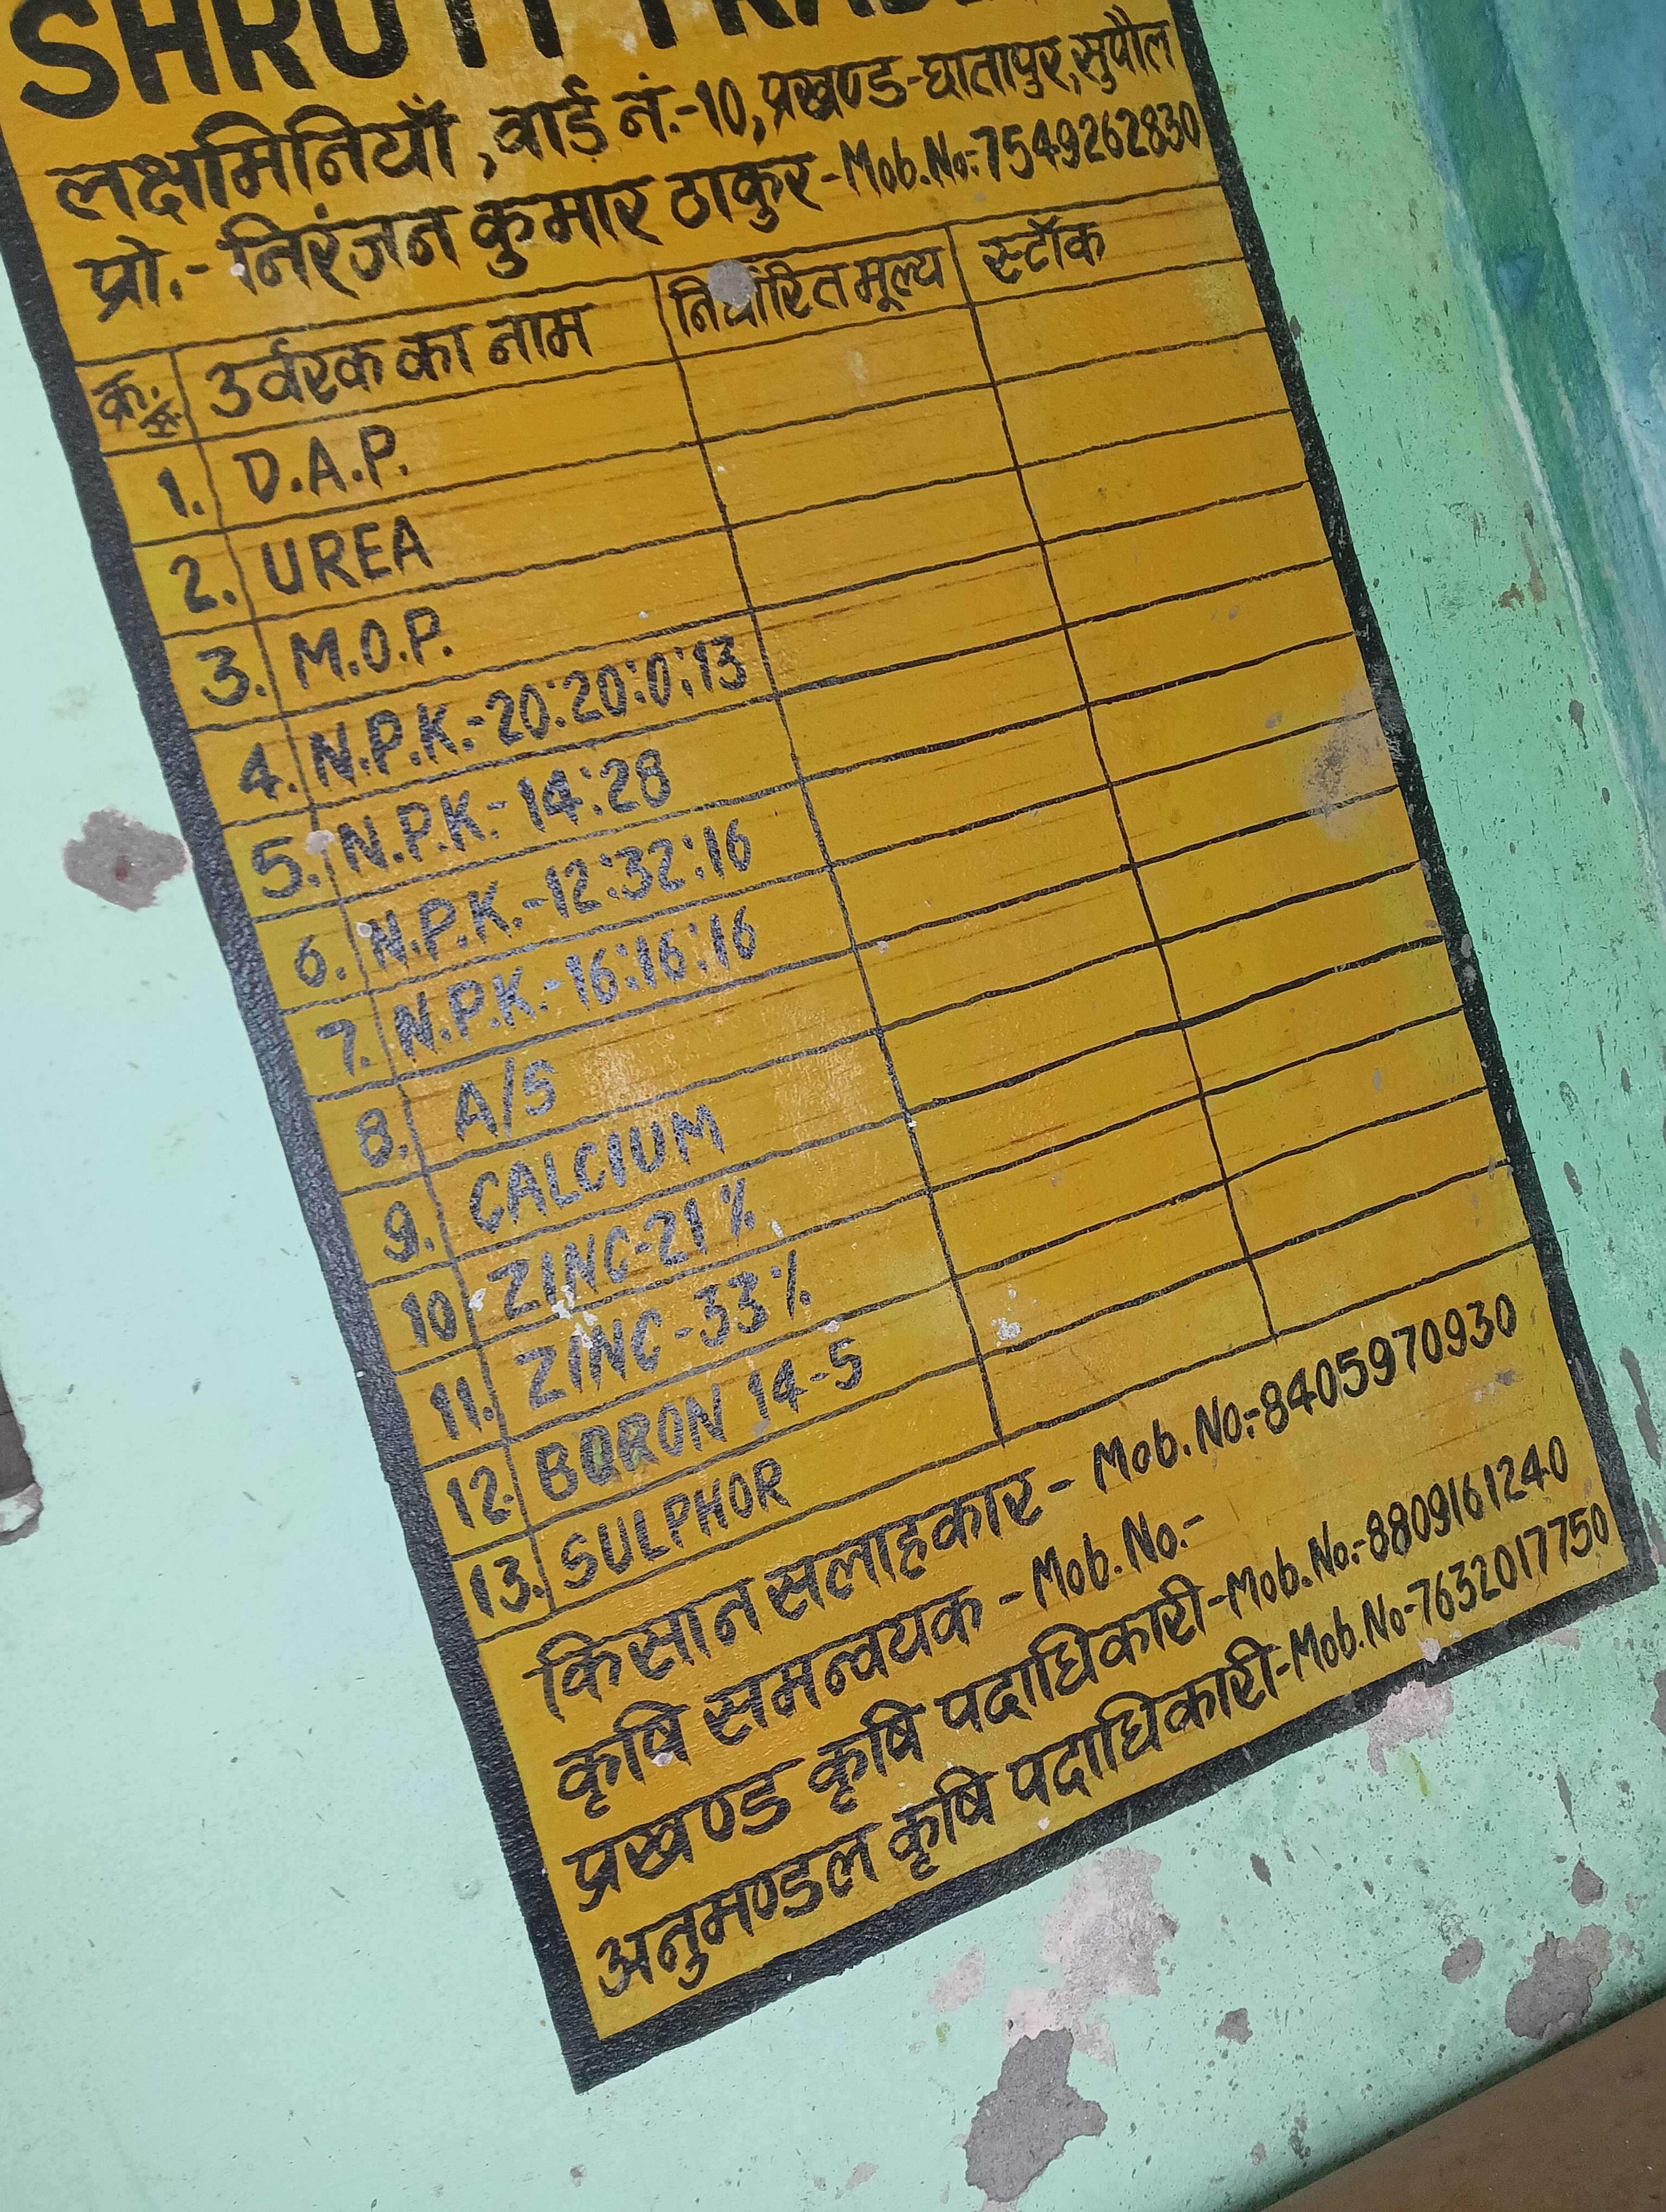 SHRUTI
लक्षमिनियाँ, वार्ड नं.-10, प्रखण्ड-घातापुर, सुपौल
प्रो.- निरंजन कुमार ठाकुर-Mob.No:-7549262830
क्र. सं. उर्वरक का नाम निर्धारित मूल्य स्टॉक
1. D.A.P.
2. UREA
3. M.O.P.
4. N.P.K.-20:20:0:13
5. N.P.K.- 14:28
6. N.P.K.-12:32:16
7. N.P.K.-16:16:16
8. A/S
9. CALCIUM
10 ZINC-21%
11. ZINC-33%
12. BORON 14-5
13. SULPHOR
किसान सलाहकार- Mob.No:-8405970930
कृषि समन्वयक -Mob.No:-
प्रखण्ड कृषि पदाधिकारी-Mob.No:-8809161240
अनुमण्डल कृषि पदाधिकारी-Mob.No-7632017750